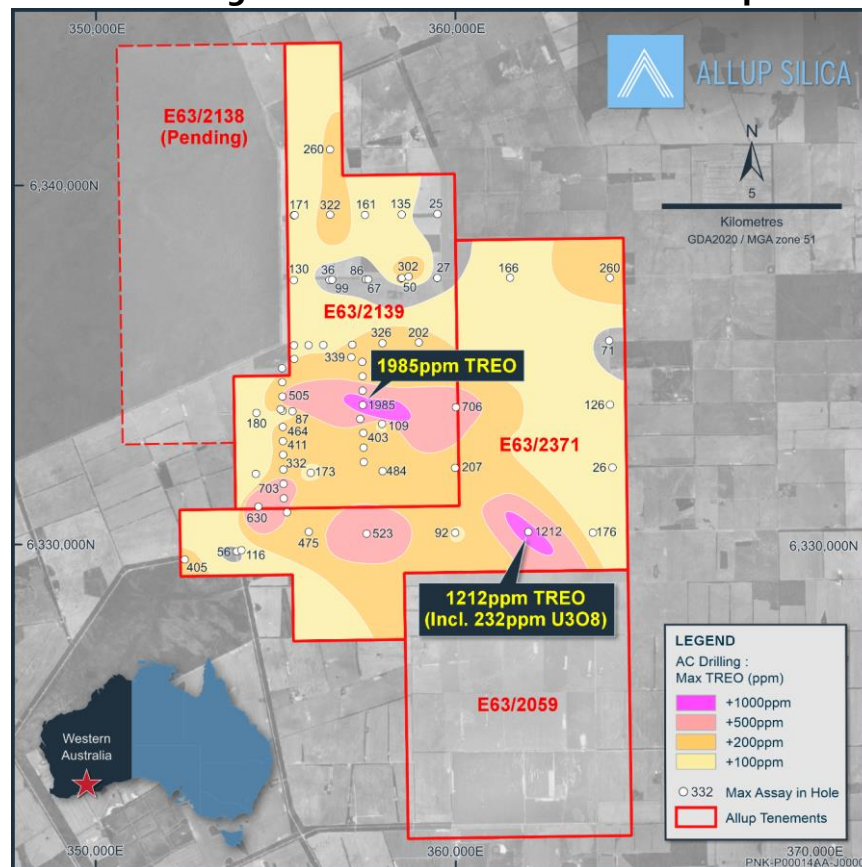 350,000E
360,000E
ALLUP SILICA
E63/2138
(Pending)
N
5
Kilometres
GDA2020 / MGA zone 51
6,340,000N
260
171
322
161
135
25
130
36
99
86
67
302
50
27
166
260
E63/2139
326
202
339
71
1985ppm TREO
505
1985
706
126
180
87
109
464
403
E63/2371
411
332
173
484
207
26
703
630
6,330,000N
475
523
92
1212
176
6,330,000N
56
116
405
1212ppm TREO
(Incl. 232ppm U3O8)
E63/2059
Western
Australia
LEGEND
AC Drilling :
Max TREO (ppm)
+1000ppm
+500ppm
+200ppm
+100ppm
332 Max Assay in Hole
Allup Tenements
350,000E
360,000E
370,000E